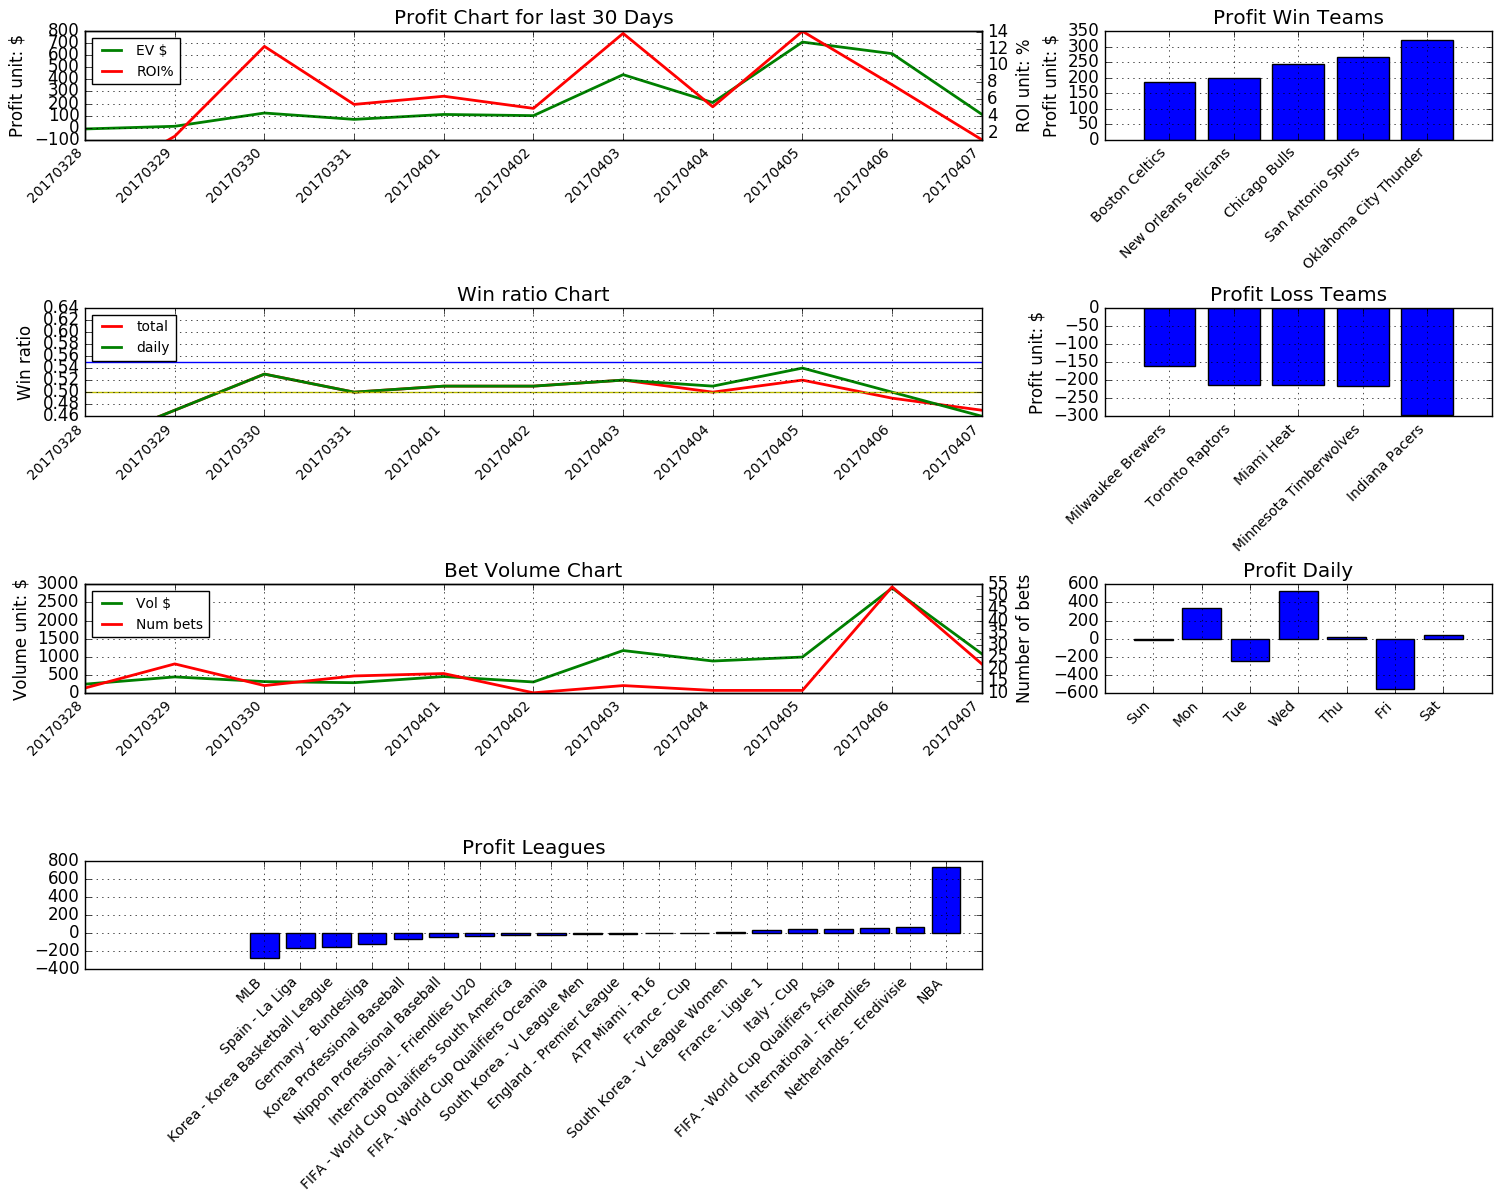 Profit Chart for last 30 Days
Profit unit: $
800
700
600
500
400
300
200
100
0
−100
EV $
ROI%
14
12
10
8
6
4
2
ROI unit: %
20170328
20170329
20170330
20170331
20170401
20170402
20170403
20170404
20170405
20170406
20170407
Profit Win Teams
Profit unit: $
350
300
250
200
150
100
50
0
Boston Celtics
New Orleans Pelicans
Chicago Bulls
San Antonio Spurs
Oklahoma City Thunder
Win ratio Chart
Win ratio
0.64
0.62
0.60
0.58
0.56
0.54
0.52
0.50
0.48
0.46
total
daily
20170328
20170329
20170330
20170331
20170401
20170402
20170403
20170404
20170405
20170406
20170407
Profit Loss Teams
Profit unit: $
0
−50
−100
−150
−200
−250
−300
Milwaukee Brewers
Toronto Raptors
Miami Heat
Minnesota Timberwolves
Indiana Pacers
Bet Volume Chart
Volume unit: $
3000
2500
2000
1500
1000
500
0
Vol $
Num bets
55
50
45
40
35
30
25
20
15
10
Number of bets
20170328
20170329
20170330
20170331
20170401
20170402
20170403
20170404
20170405
20170406
20170407
Profit Daily
600
400
200
0
−200
−400
−600
Sun
Mon
Tue
Wed
Thu
Fri
Sat
Profit Leagues
800
600
400
200
0
−200
−400
MLB
Spain - La Liga
Korea - Korea Basketball League
Germany - Bundesliga
Korea Professional Baseball
Nippon Professional Baseball
International - Friendlies U20
FIFA - World Cup Qualifiers South America
FIFA - World Cup Qualifiers Oceania
South Korea - V League Men
England - Premier League
ATP Miami - R16
France - Cup
South Korea - V League Women
France - Ligue 1
Italy - Cup
FIFA - World Cup Qualifiers Asia
International - Friendlies
Netherlands - Eredivisie
NBA